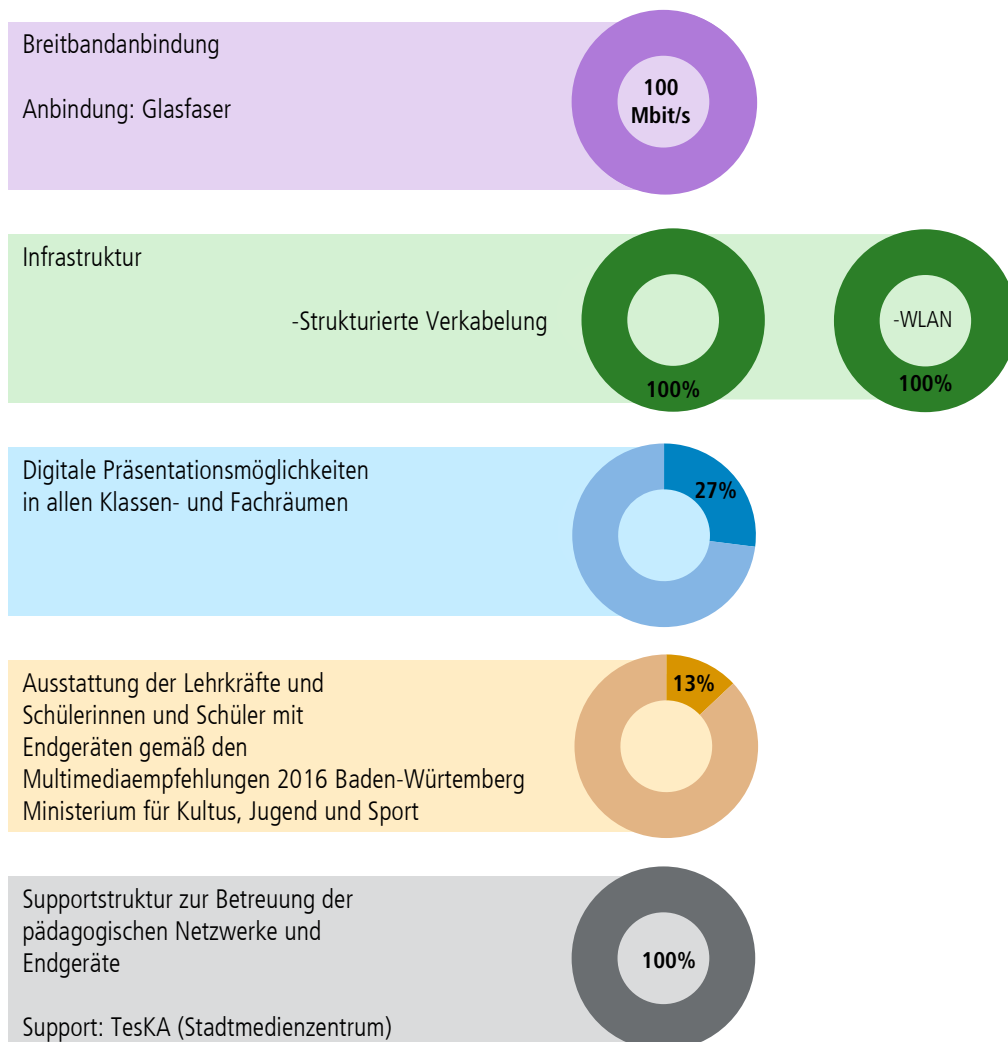 Breitbandanbindung
Anbindung: Glasfaser
100
Mbit/s
Infrastruktur
-Strukturierte Verkabelung
100%
-WLAN
100%
Digitale Präsentationsmöglichkeiten
in allen Klassen- und Fachräumen
27%
Ausstattung der Lehrkräfte und
Schülerinnen und Schüler mit
Endgeräten gemäß den
Multimediaempfehlungen 2016 Baden-Würtemberg
Ministerium für Kultus, Jugend und Sport
13%
Supportstruktur zur Betreuung der
pädagogischen Netzwerke und
Endgeräte
Support: TesKA (Stadtmedienzentrum)
100%